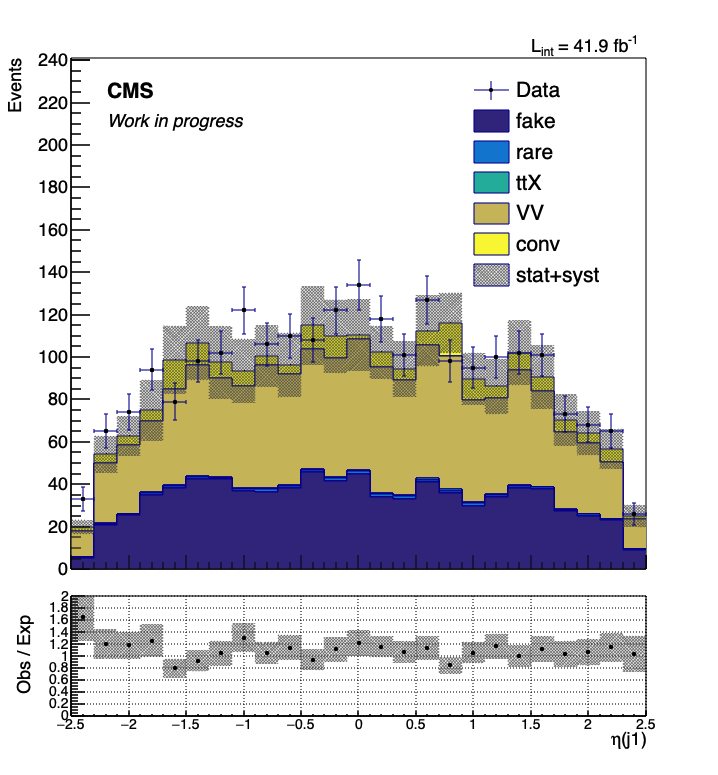 L_int = 41.9 fb^-1
Events
240
220
200
180
160
140
120
100
80
60
40
20
0
CMS
Work in progress
Data
fake
rare
ttX
VV
conv
stat+syst
Obs / Exp
2
1.8
1.6
1.4
1.2
1
0.8
0.6
0.4
0.2
0
−2.5 −2 −1.5 −1 −0.5 0 0.5 1 1.5 2 2.5
η(j1)